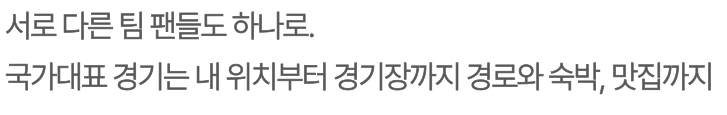 서로 다른 팀 팬들도 하나로.
국가대표 경기는 내 위치부터 경기장까지 경로와 숙박, 맛집까지